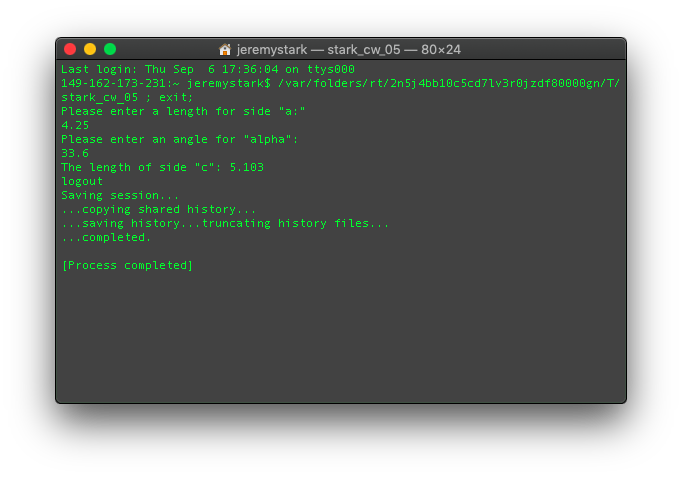 jeremystark — stark_cw_05 — 80×24
Last login: Thu Sep  6 17:36:04 on ttys000
149-162-173-231:~ jeremystark$ /var/folders/rt/2n5j4bb10c5cd7lv3r0jzdf80000gn/T/
stark_cw_05 ; exit;
Please enter a length for side "a:"
4.25
Please enter an angle for "alpha":
33.6
The length of side "c": 5.103
logout
Saving session...
...copying shared history...
...saving history...truncating history files...
...completed.
[Process completed]